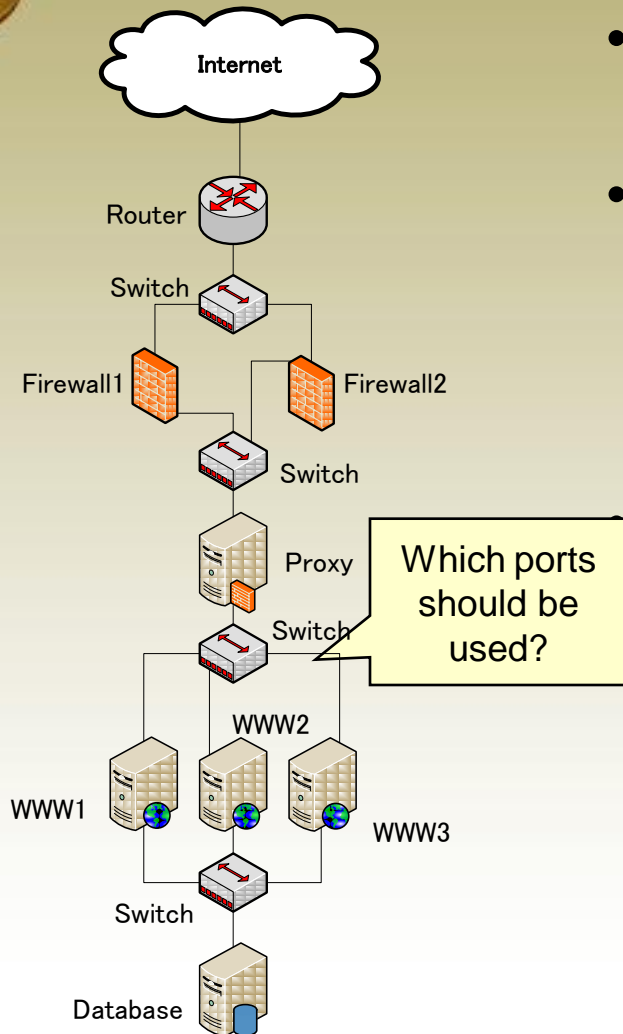 Internet
Router
Switch
Firewall1
Firewall2
Switch
Proxy
Which ports
should be
used?
Switch
WWW2
WWW1
WWW3
Switch
Database